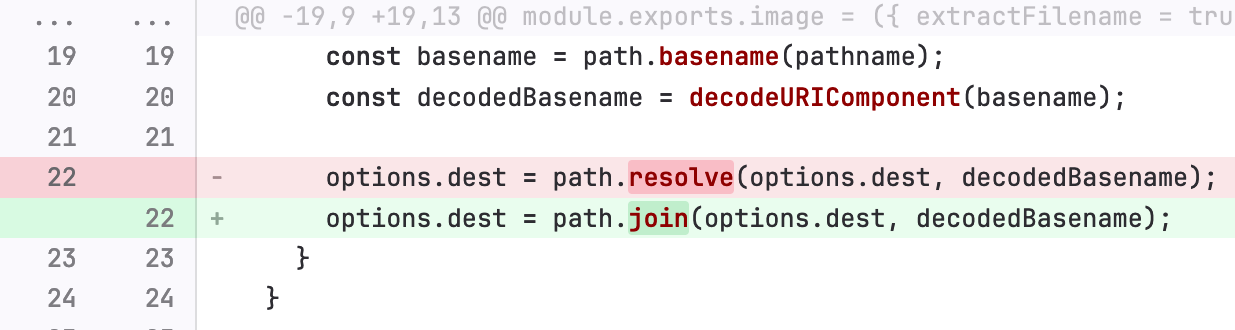 ... ... @@ -19,9 +19,13 @@ module.exports.image = ({ extractFilename = tru
19 19 const basename = path.basename(pathname);
20 20 const decodedBasename = decodeURIComponent(basename);
21 21
22 - options.dest = path.resolve(options.dest, decodedBasename);
22 + options.dest = path.join(options.dest, decodedBasename);
23 23 }
24 24 }